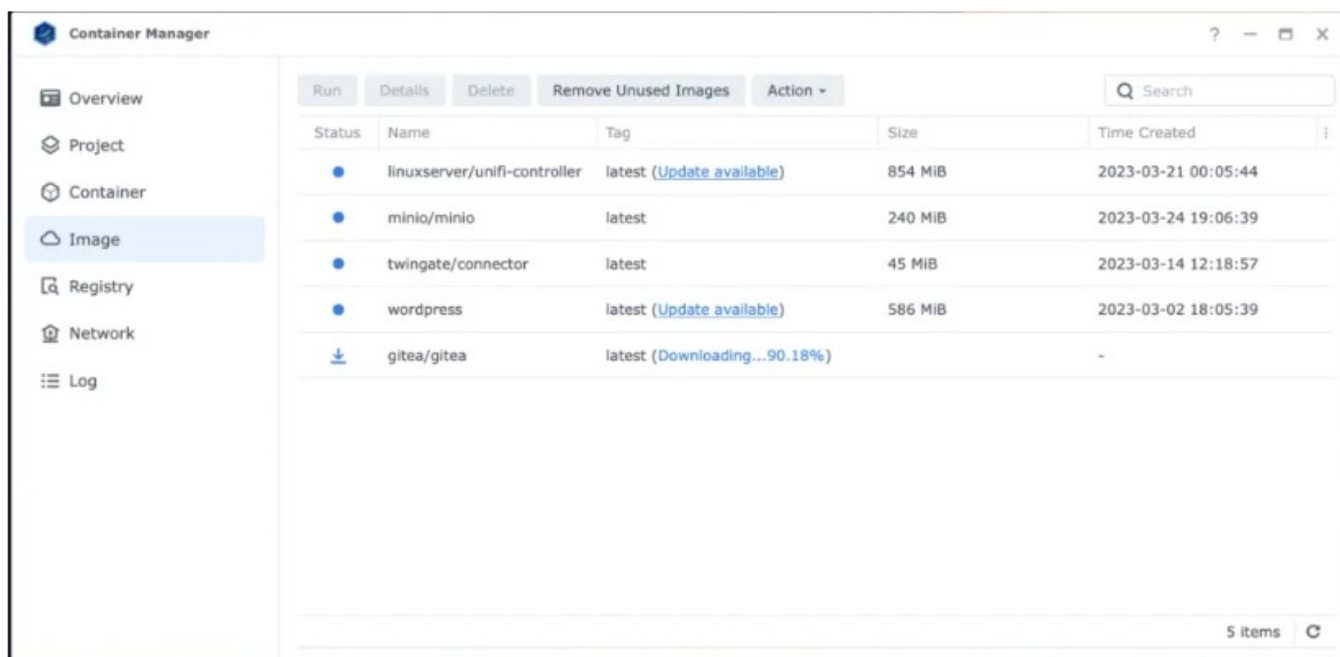 Container Manager
?
Overview
Project
Container
Image
Registry
Network
Log
Run Details Delete Remove Unused Images Action Search
Status Name Tag Size Time Created
linuxserver/unifi-controller latest (Update available) 854 MiB 2023-03-21 00:05:44
minio/minio latest 240 MiB 2023-03-24 19:06:39
twingate/connector latest 45 MiB 2023-03-14 12:18:57
wordpress latest (Update available) 586 MiB 2023-03-02 18:05:39
gitea/gitea latest (Downloading...90.18%) -
5 items